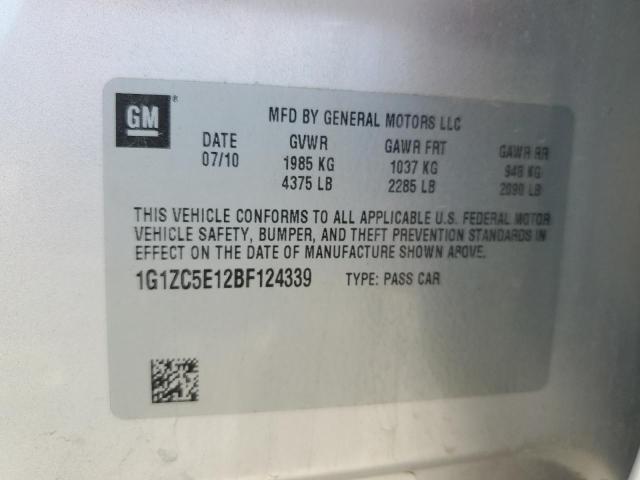 GM®
MFD BY GENERAL MOTORS LLC
DATE GVWR GAWR FRT GAWR RR
07/10 1985 KG 1037 KG 948 KG
4375 LB 2285 LB 2090 LB
THIS VEHICLE CONFORMS TO ALL APPLICABLE U.S. FEDERAL MOTOR
VEHICLE SAFETY, BUMPER, AND THEFT PREVENTION STANDARDS IN
EFFECT ON THE DATE OF MANUFACTURE SHOWN ABOVE.
1G1ZC5E12BF124339 TYPE: PASS CAR